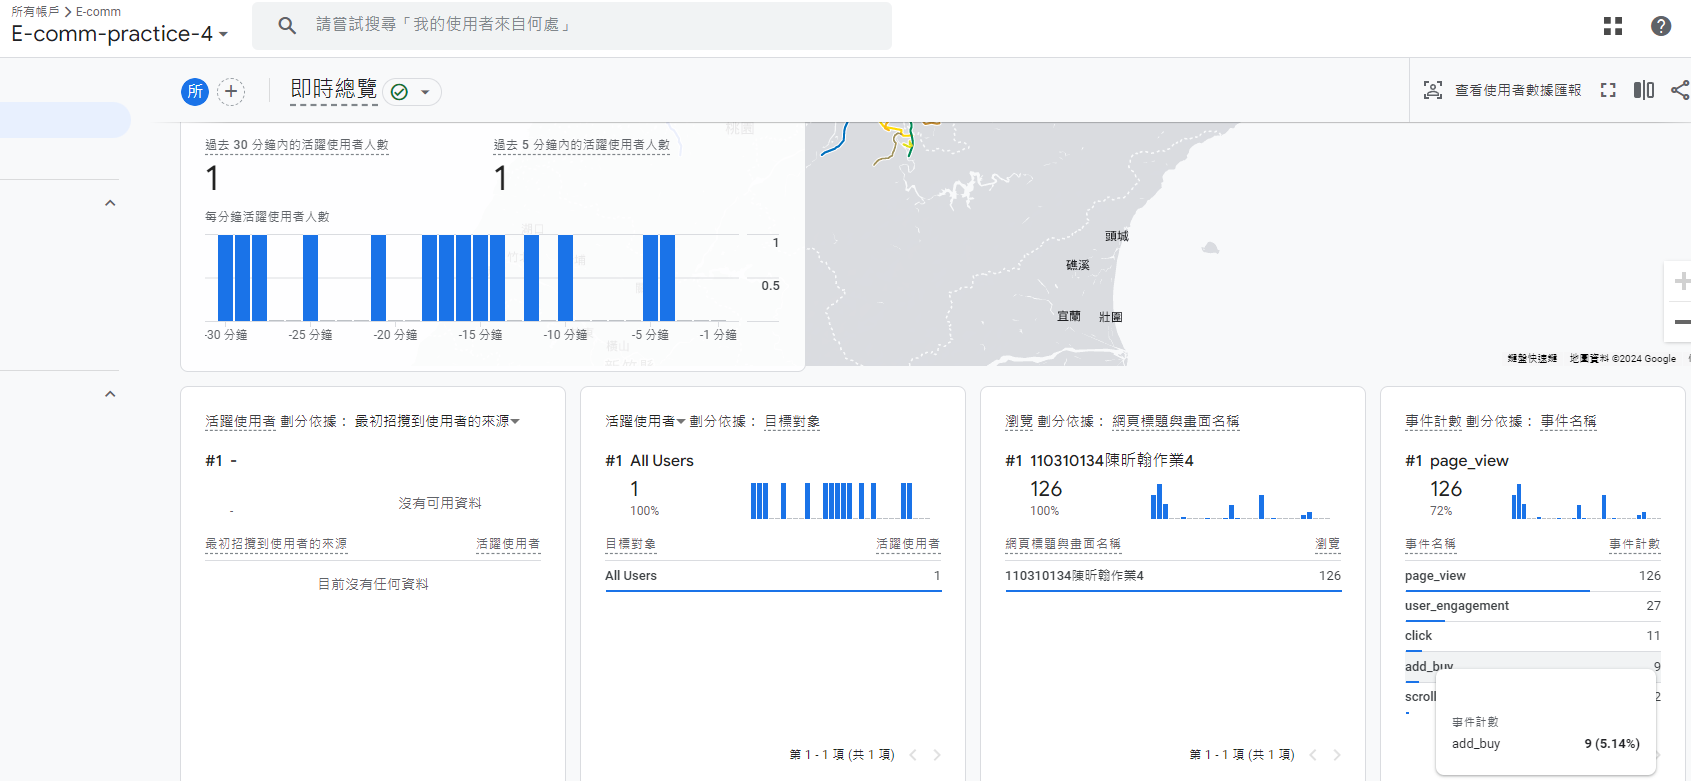 所有帳戶 > E-comm
E-comm-practice-4
請嘗試搜尋「我的使用者來自何處」
所
即時總覽
查看使用者數據匯報
桃園
過去 30 分鐘內的活躍使用者人數
1
過去 5 分鐘內的活躍使用者人數
1
每分鐘活躍使用者人數
湖口
1
0.5
-30 分鐘
-25 分鐘
-20 分鐘
-15 分鐘
-10 分鐘
-5 分鐘
-1 分鐘
橫山
頭城
礁溪
宜蘭
壯圍
鍵盤快速鍵
地圖資料 ©2024 Google
活躍使用者 劃分依據： 最初招攬到使用者的來源
#1 -
-
沒有可用資料
最初招攬到使用者的來源
活躍使用者
目前沒有任何資料
活躍使用者 劃分依據： 目標對象
#1 All Users
1
100%
目標對象
活躍使用者
All Users
1
第 1 - 1 項 (共 1 項)
瀏覽 劃分依據： 網頁標題與畫面名稱
#1 110310134陳昕翰作業4
126
100%
網頁標題與畫面名稱
瀏覽
110310134陳昕翰作業4
126
第 1 - 1 項 (共 1 項)
事件計數 劃分依據： 事件名稱
#1 page_view
126
72%
事件名稱
事件計數
page_view
126
user_engagement
27
click
11
add_buy
9
scroll
2
事件計數
add_buy
9 (5.14%)